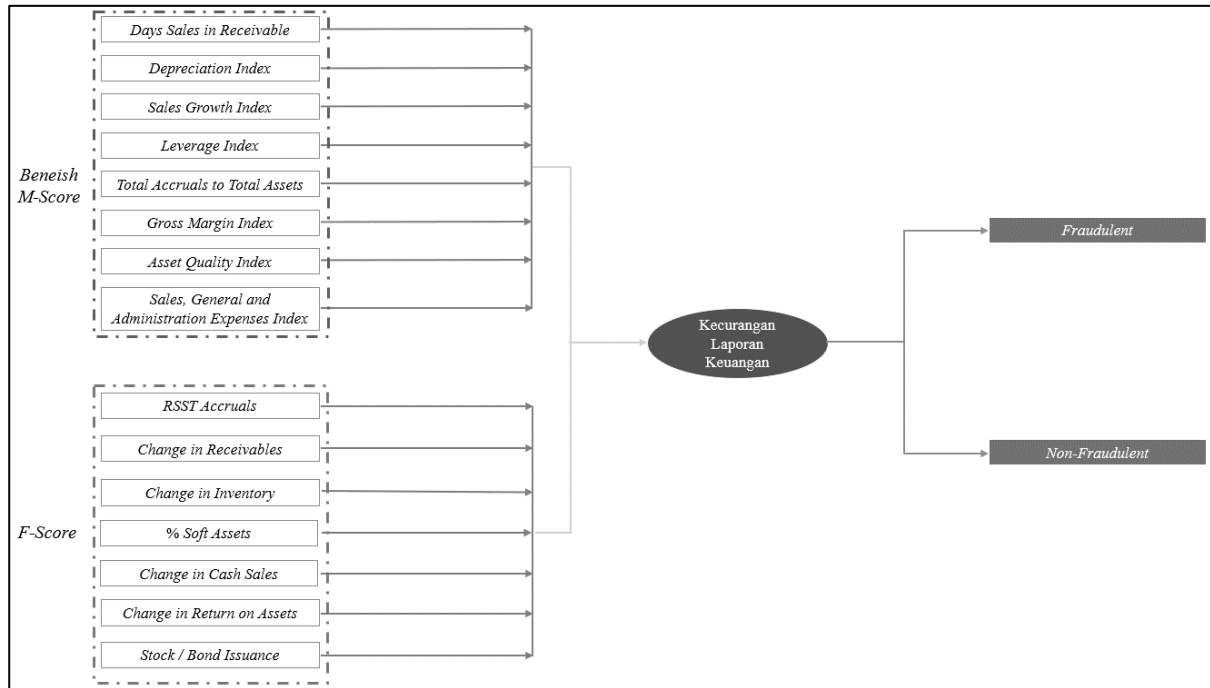 Beneish
M-Score
Days Sales in Receivable
Depreciation Index
Sales Growth Index
Leverage Index
Total Accruals to Total Assets
Gross Margin Index
Asset Quality Index
Sales, General and
Administration Expenses Index
F-Score
RSST Accruals
Change in Receivables
Change in Inventory
% Soft Assets
Change in Cash Sales
Change in Return on Assets
Stock / Bond Issuance
Kecurangan
Laporan
Keuangan
Fraudulent
Non-Fraudulent